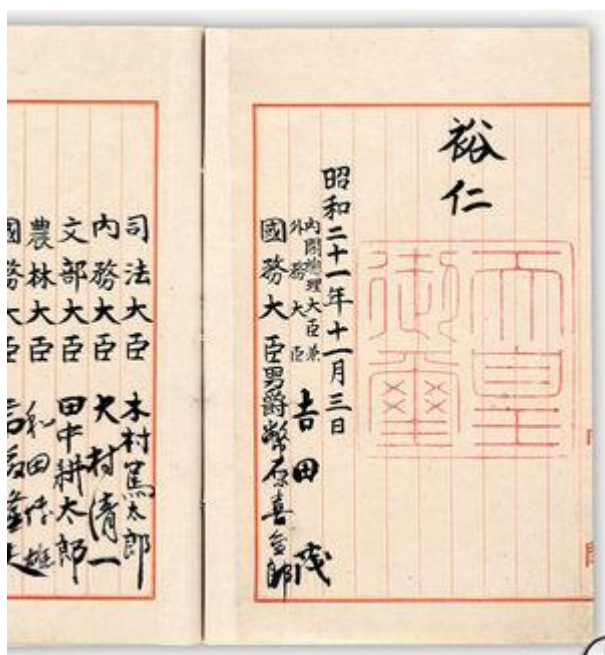 裕仁
天皇御璽
昭和二十一年十一月三日
內閣總理大臣兼
外務大臣
吉田茂
國務大臣男爵幣原喜重郎
司法大臣木村篤太郎
內務大臣大村清一
文部大臣田中耕太郎
農林大臣和田博雄
國務大臣